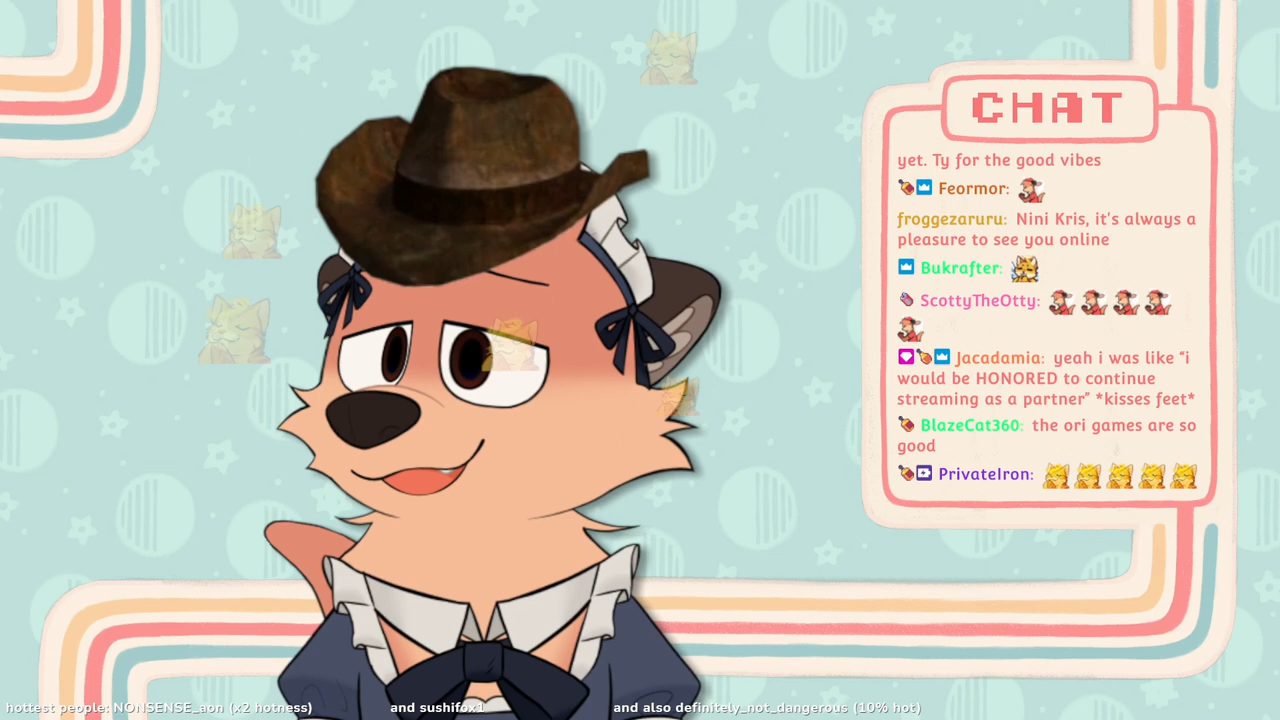 CHAT
yet. Ty for the good vibes
Feormor:
froggezaruru: Nini Kris, it's always a
pleasure to see you online
Bukrafter:
ScottyTheOtty:
Jacadamia: yeah i was like "i
would be HONORED to continue
streaming as a partner" *kisses feet*
BlazeCat360: the ori games are so
good
PrivateIron:
hottest people: NONSENSE_aon (x2 hotness) and sushifox1 and also definitely_not_dangerous (10% hot)